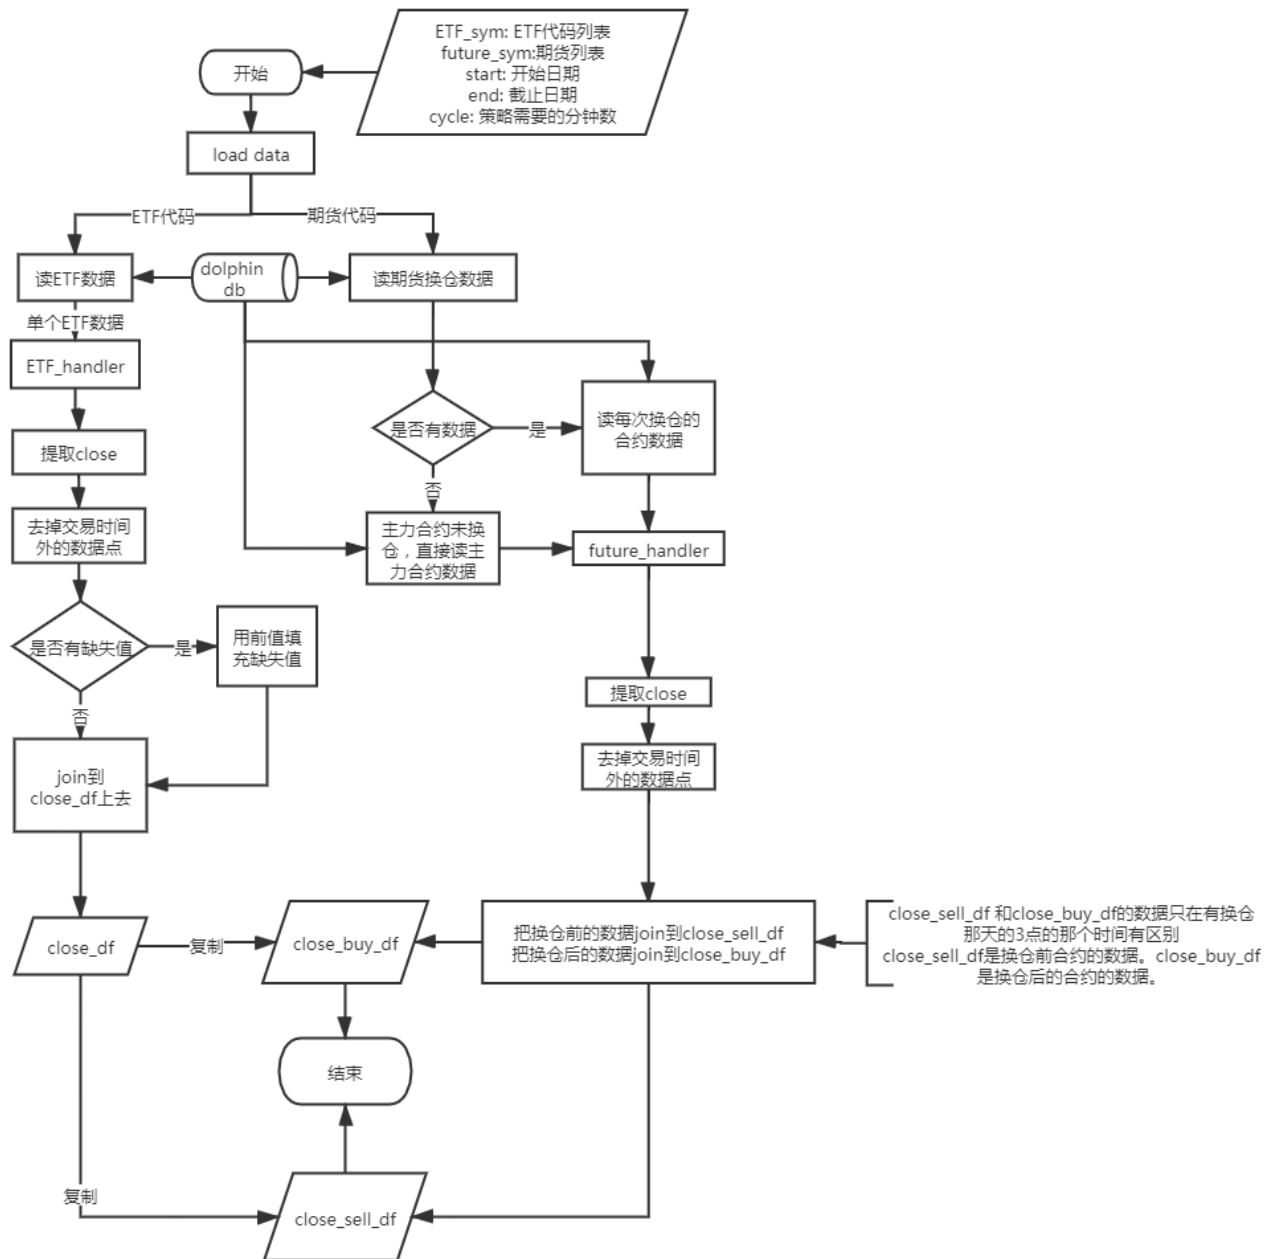 ETF_sym: ETF代码列表
future_sym:期货列表
start: 开始日期
end: 截止日期
cycle: 策略需要的分钟数
开始
load data
ETF代码
期货代码
读ETF数据
dolphin
db
读期货换仓数据
单个ETF数据
ETF_handler
是否有数据
是
读每次换仓的
合约数据
提取close
否
去掉交易时间
外的数据点
主力合约未换
仓，直接读主
力合约数据
future_handler
是否有缺失值
是
用前值填
充缺失值
否
提取close
join到
close_df上去
去掉交易时间
外的数据点
close_df
复制
close_buy_df
把换仓前的数据join到close_sell_df
把换仓后的数据join到close_buy_df
close_sell_df 和close_buy_df的数据只在有换仓
那天的3点的那个时间有区别
close_sell_df是换仓前合约的数据。close_buy_df
是换仓后的合约的数据。
结束
复制
close_sell_df